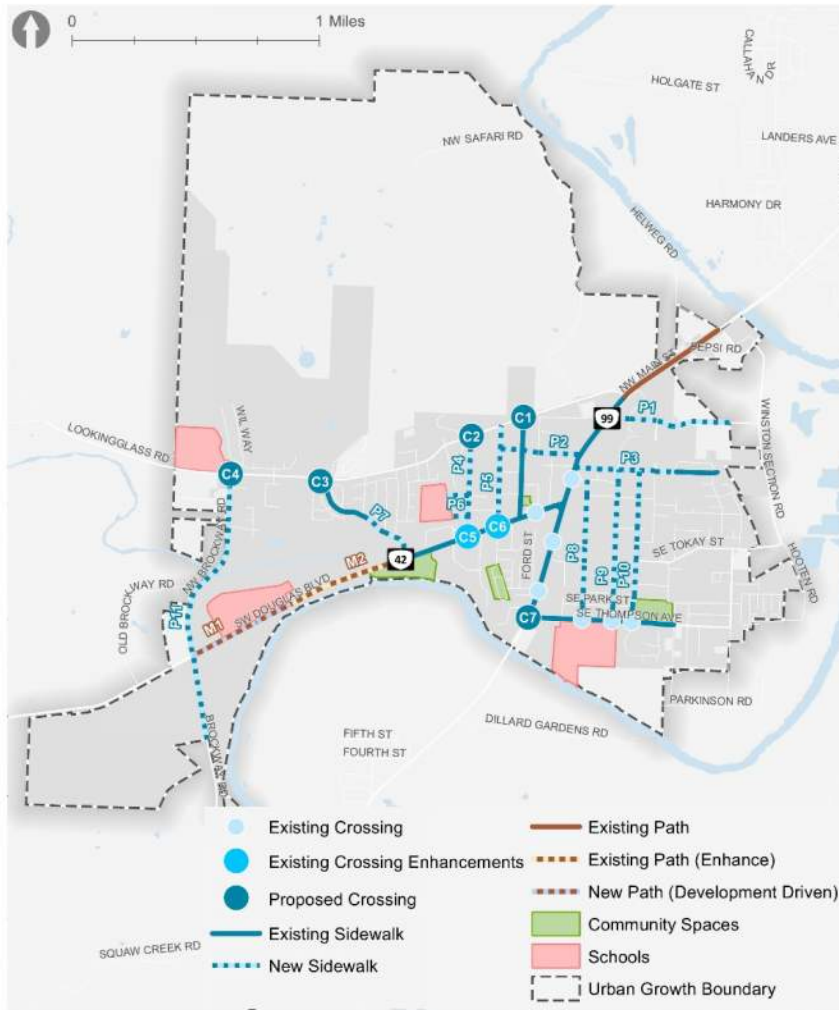 0
1 Miles
CALLAHAN DR
HOLGATE ST
NW SAFARI RD
LANDERS AVE
HARMONY DR
HELWEG RD
PEPSI RD
NW MAIN ST
99
P1
WINSTON SECTION RD
C1
C2
P2
P3
P4
P5
P6
WIL WAY
LOOKINGGLASS RD
C4
C3
P7
C5
C6
42
M2
FORD ST
P8
P9
P10
SE TOKAY ST
HOOTEN RD
NW BROCKWAY RD
OLD BROCKWAY RD
P11
M1
SW DOUGLAS BLVD
SE PARK ST
SE THOMPSON AVE
C7
PARKINSON RD
DILLARD GARDENS RD
BROCKWAY RD
FIFTH ST
FOURTH ST
SQUAW CREEK RD
Existing Crossing
Existing Crossing Enhancements
Proposed Crossing
Existing Sidewalk
New Sidewalk
Existing Path
Existing Path (Enhance)
New Path (Development Driven)
Community Spaces
Schools
Urban Growth Boundary